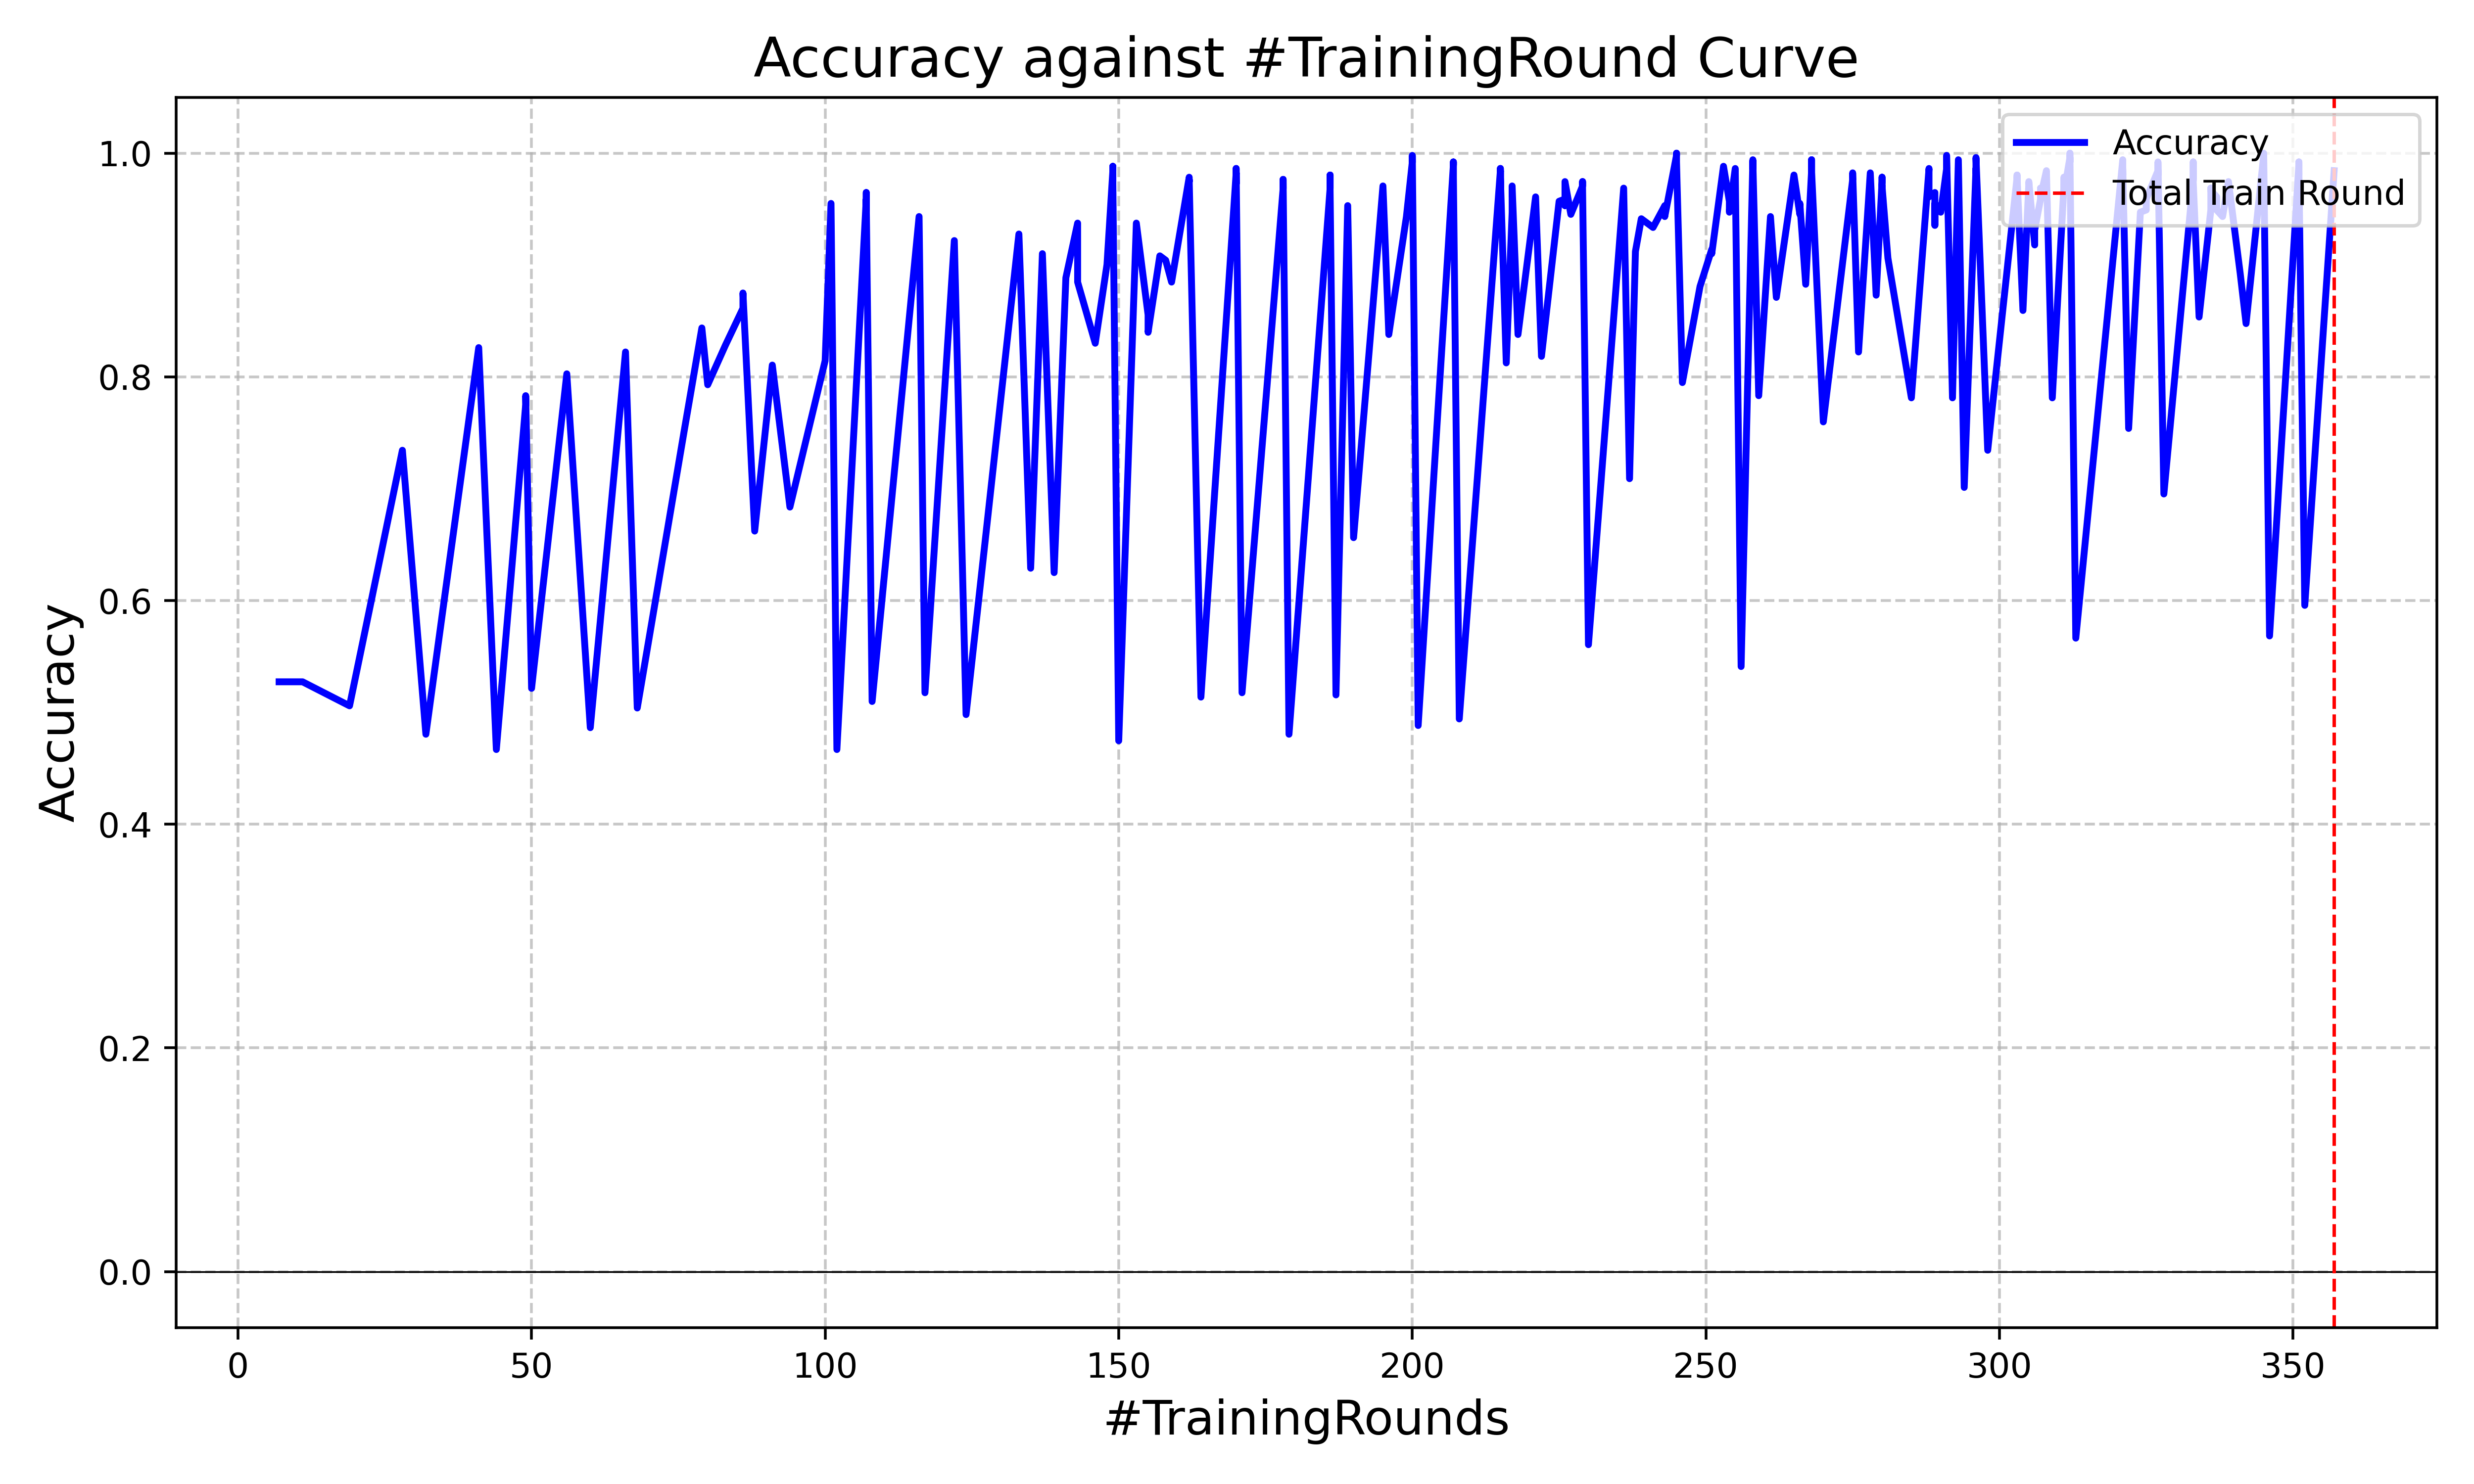 Accuracy against #TrainingRound Curve
Accuracy
Total Train Round
1.0
0.8
0.6
0.4
0.2
0.0
Accuracy
0 50 100 150 200 250 300 350
#TrainingRounds